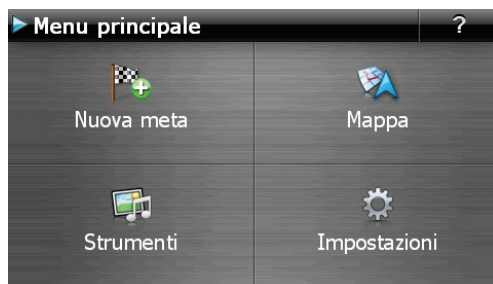 Menu principale
?
Nuova meta
Mappa
Strumenti
Impostazioni